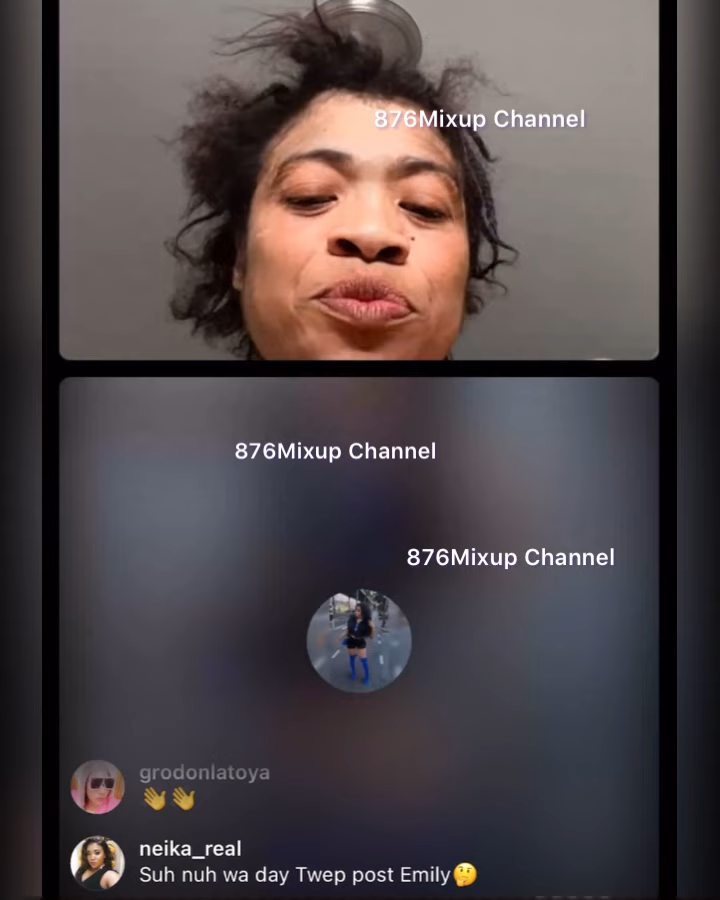 876Mixup Channel
876Mixup Channel
876Mixup Channel
grodonlatoya
👋👋
neika_real
Suh nuh wa day Twep post Emily🤔